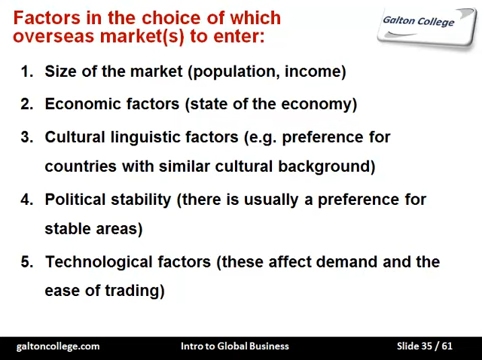 Factors in the choice of which
overseas market(s) to enter:
Galton College
1. Size of the market (population, income)
2. Economic factors (state of the economy)
3. Cultural linguistic factors (e.g. preference for
countries with similar cultural background)
4. Political stability (there is usually a preference for
stable areas)
5. Technological factors (these affect demand and the
ease of trading)
galtoncollege.com Intro to Global Business Slide 35 / 61